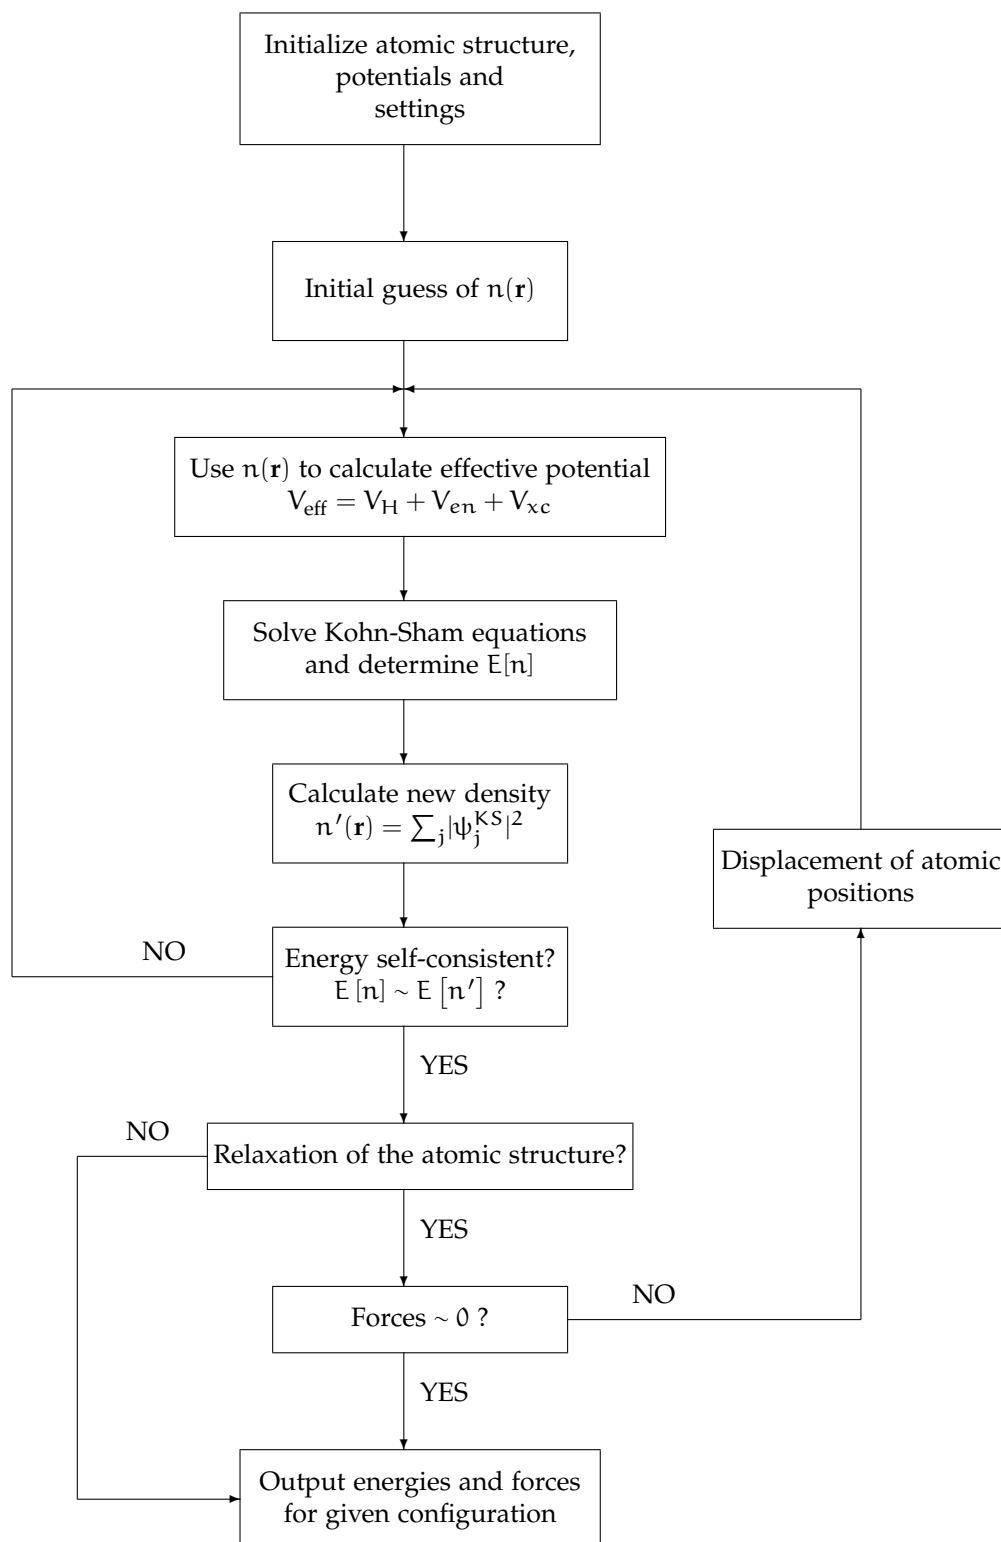 Initialize atomic structure,
potentials and
settings
Initial guess of n(r)
Use n(r) to calculate effective potential
V_eff = V_H + V_en + V_xc
Solve Kohn-Sham equations
and determine E[n]
Calculate new density
n′(r) = ∑_j|ψ_j^KS|²
Displacement of atomic
positions
NO
Energy self-consistent?
E [n] ∼ E [n′] ?
YES
NO
Relaxation of the atomic structure?
YES
Forces ∼ 0 ?
NO
YES
Output energies and forces
for given configuration